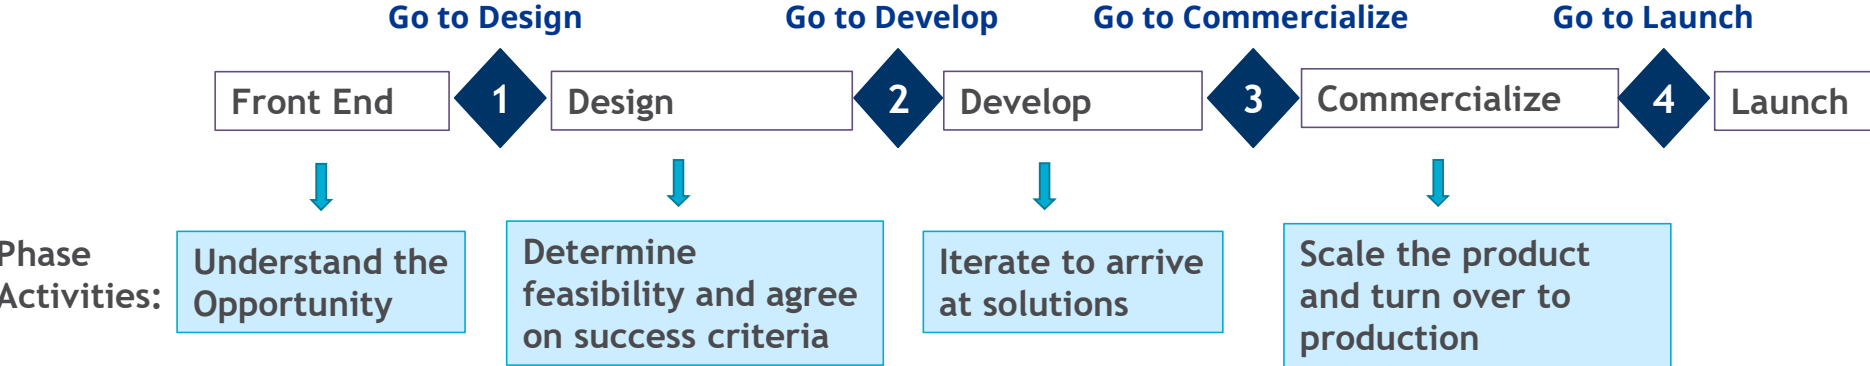 Go to Design
Go to Develop
Go to Commercialize
Go to Launch
Front End
1
Design
2
Develop
3
Commercialize
4
Launch
Phase
Activities:
Understand the
Opportunity
Determine
feasibility and agree
on success criteria
Iterate to arrive
at solutions
Scale the product
and turn over to
production